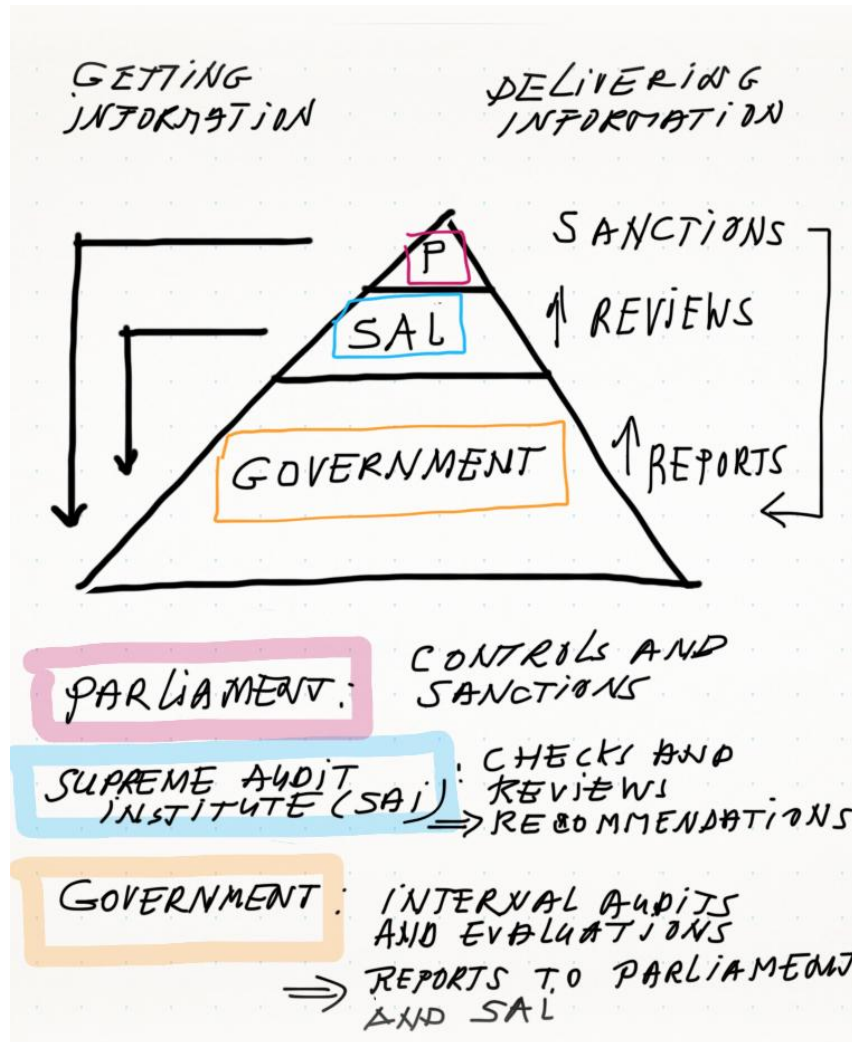 GETTING
INFORMATION
DELIVERING
INFORMATION
P
SANCTIONS
SAI
REVIEWS
GOVERNMENT
REPORTS
PARLIAMENT:
CONTROLS AND
SANCTIONS
SUPREME AUDIT
INSTITUTE (SAI)
: CHECKS AND
REVIEWS
⇒ RECOMMENDATIONS
GOVERNMENT:
INTERNAL AUDITS
AND EVALUATIONS
⇒ REPORTS TO PARLIAMENT
AND SAI